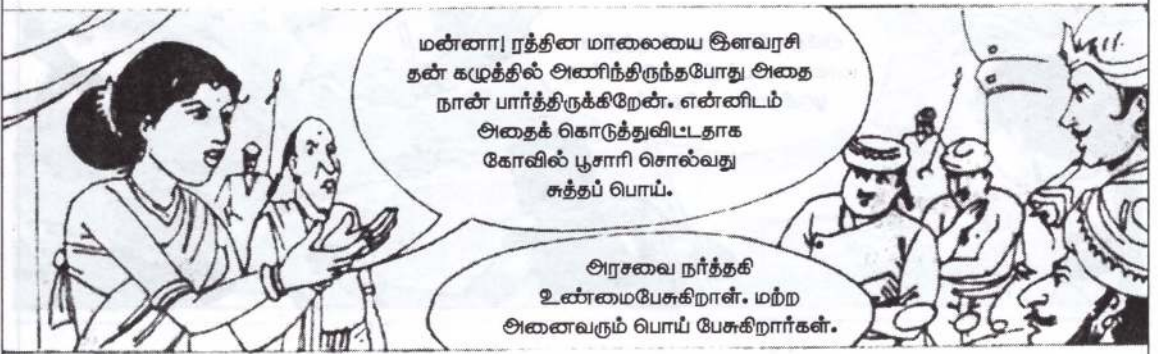 மன்னா! ரத்தின மாலையை இளவரசி
தன் கழுத்தில் அணிந்திருந்தபோது அதை
நான் பார்த்திருக்கிறேன். என்னிடம்
அதைக் கொடுத்துவிட்டதாக
கோவில் பூசாரி சொல்வது
சுத்தப் பொய்.
அரசவை நர்த்தகி
உண்மைபேசுகிறாள். மற்ற
அனைவரும் பொய் பேசுகிறார்கள்.